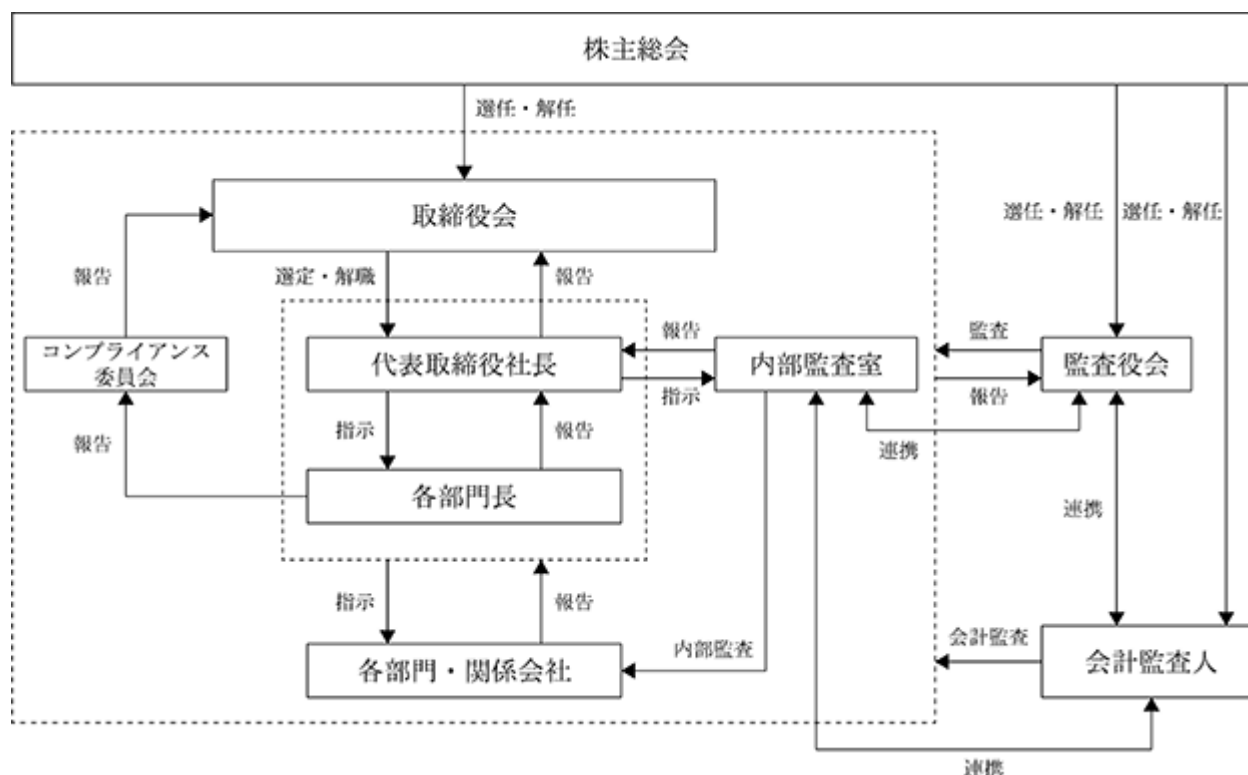 株主総会
選任・解任
取締役会
選任・解任
選任・解任
報告
選定・解職
報告
コンプライアンス
委員会
代表取締役社長
報告
指示
内部監査室
監査
報告
監査役会
報告
指示
報告
連携
各部門長
連携
指示
報告
各部門・関係会社
内部監査
会計監査
会計監査人
連携